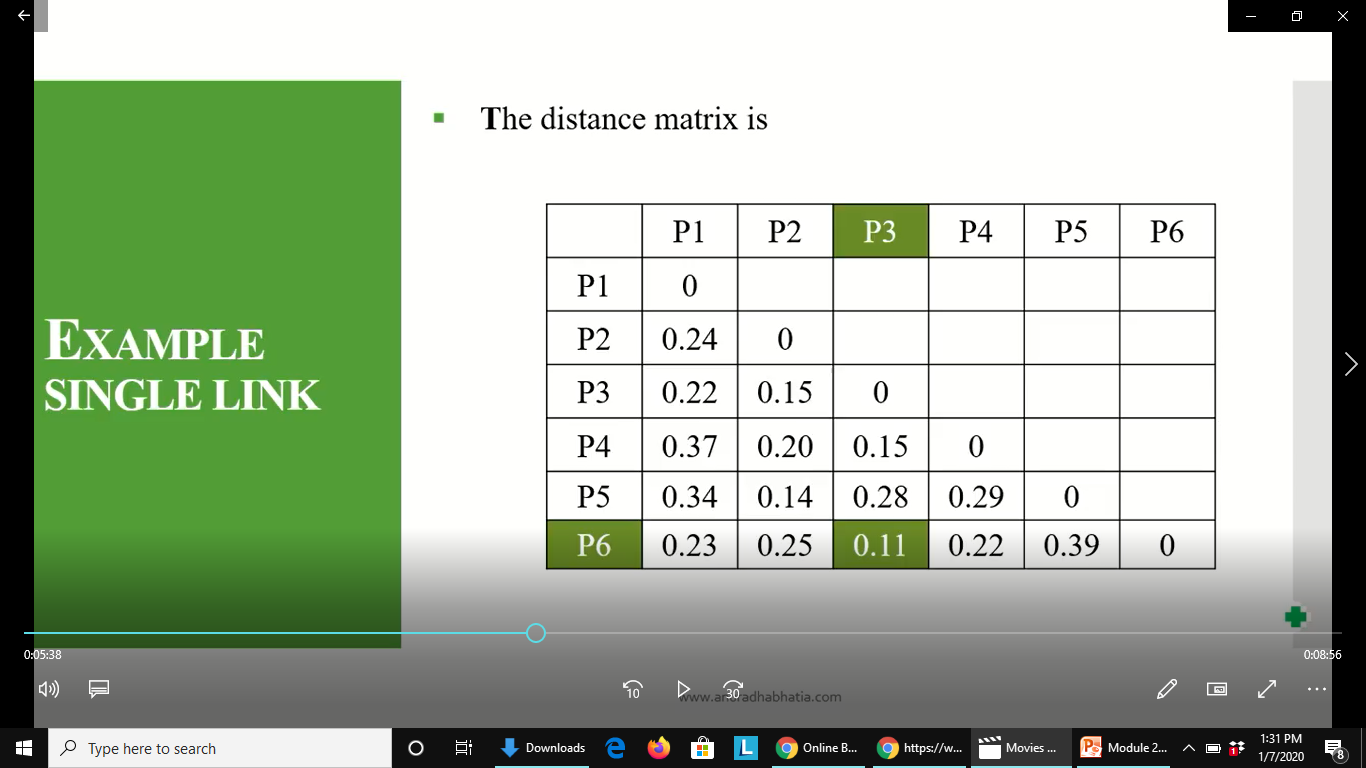 The distance matrix is
EXAMPLE
SINGLE LINK
P1 P2 P3 P4 P5 P6
P1 0
P2 0.24 0
P3 0.22 0.15 0
P4 0.37 0.20 0.15 0
P5 0.34 0.14 0.28 0.29 0
P6 0.23 0.25 0.11 0.22 0.39 0
0:05:38 0:08:56
10 30
www.anuradhabhatia.com
Type here to search
L
Downloads
Online B...
https://w...
Movies ...
Module 2...
1
1:31 PM
1/7/2020
8